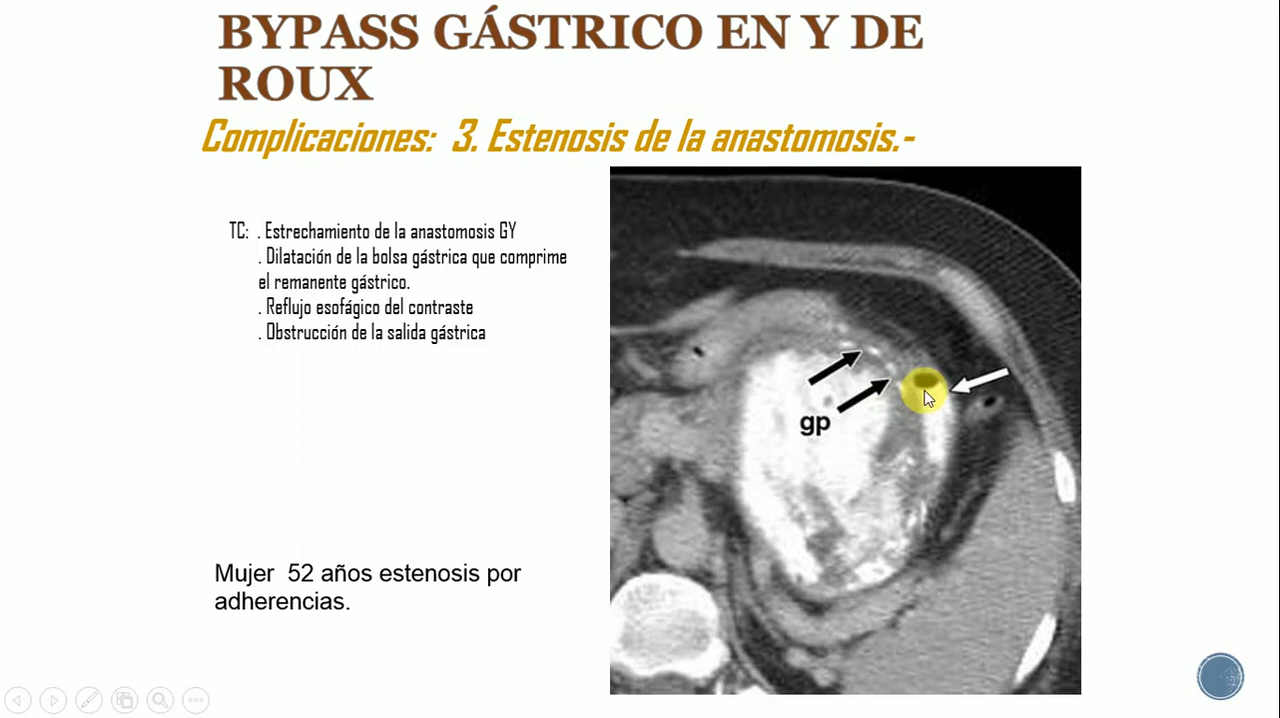 BYPASS GÁSTRICO EN Y DE
ROUX
Complicaciones: 3. Estenosis de la anastomosis.-
TC: . Estrechamiento de la anastomosis GY
. Dilatación de la bolsa gástrica que comprime
el remanente gástrico.
. Reflujo esofágico del contraste
. Obstrucción de la salida gástrica
gp
Mujer 52 años estenosis por
adherencias.